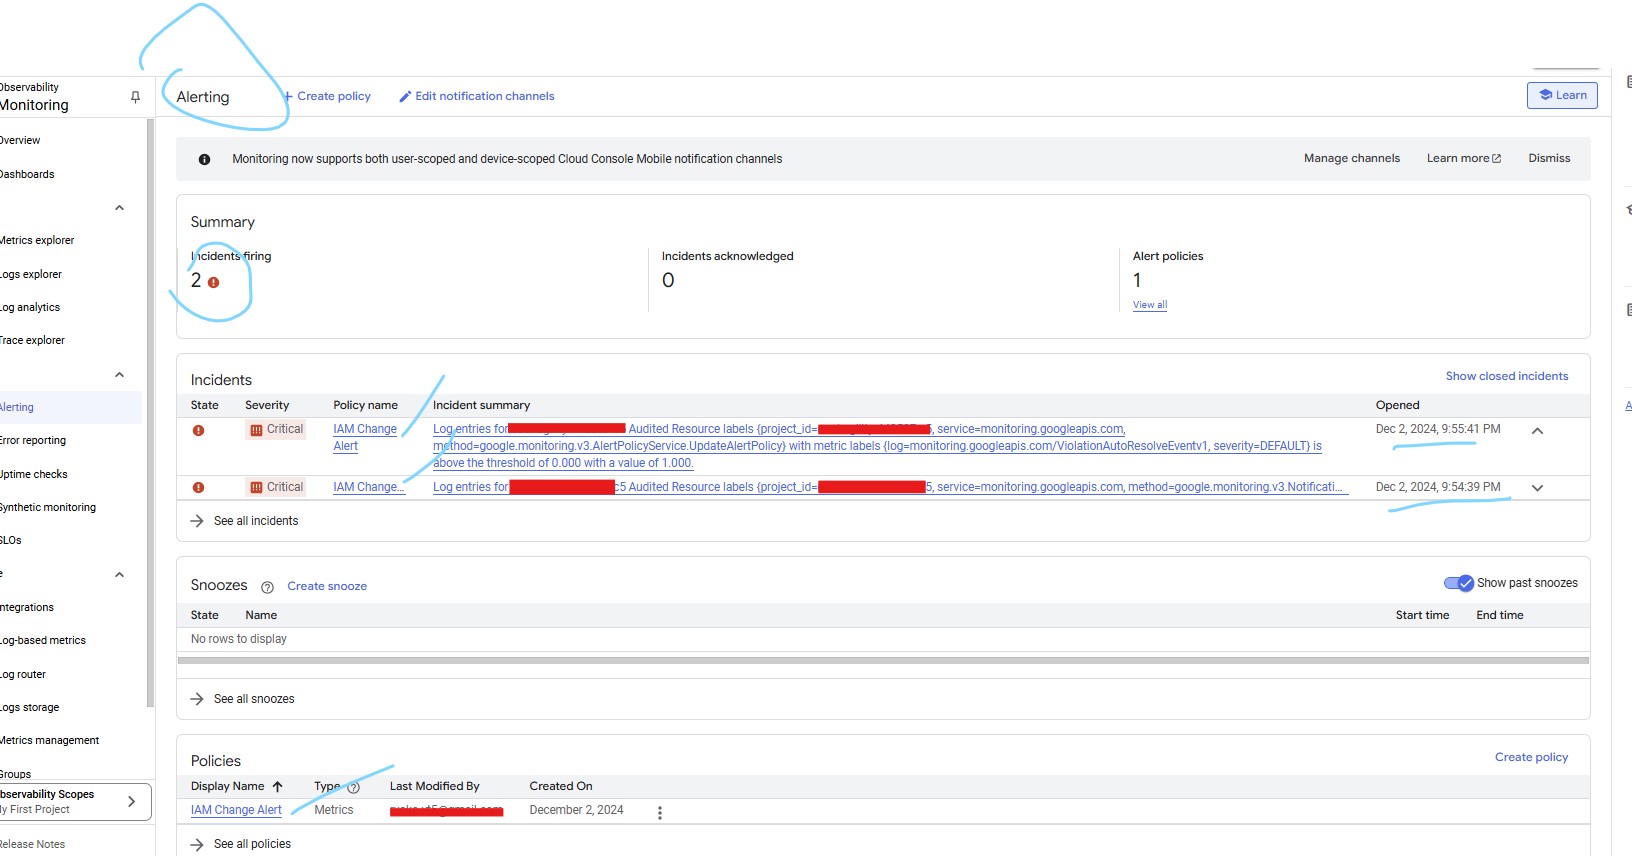 Observability
Monitoring
Alerting
+ Create policy
Edit notification channels
Learn
Overview
Dashboards
Metrics explorer
Logs explorer
Log analytics
Trace explorer
Alerting
Error reporting
Uptime checks
Synthetic monitoring
SLOs
Integrations
Log-based metrics
Log router
Logs storage
Metrics management
Groups
Observability Scopes
My First Project
Release Notes
Monitoring now supports both user-scoped and device-scoped Cloud Console Mobile notification channels
Manage channels
Learn more
Dismiss
Summary
Incidents firing
2
Incidents acknowledged
0
Alert policies
1
View all
Incidents
Show closed incidents
State Severity Policy name Incident summary Opened
Critical IAM Change Log entries for Audited Resource labels {project_id= , service=monitoring.googleapis.com, Dec 2, 2024, 9:55:41 PM
Alert method=google.monitoring.v3.AlertPolicyService.UpdateAlertPolicy} with metric labels {log=monitoring.googleapis.com/ViolationAutoResolveEventv1, severity=DEFAULT} is
above the threshold of 0.000 with a value of 1.000.
Critical IAM Change... Log entries for c5 Audited Resource labels {project_id= 5, service=monitoring.googleapis.com, method=google.monitoring.v3.Notificati... Dec 2, 2024, 9:54:39 PM
See all incidents
Snoozes
Create snooze
Show past snoozes
State Name Start time End time
No rows to display
See all snoozes
Policies
Create policy
Display Name Type Last Modified By Created On
IAM Change Alert Metrics December 2, 2024
See all policies